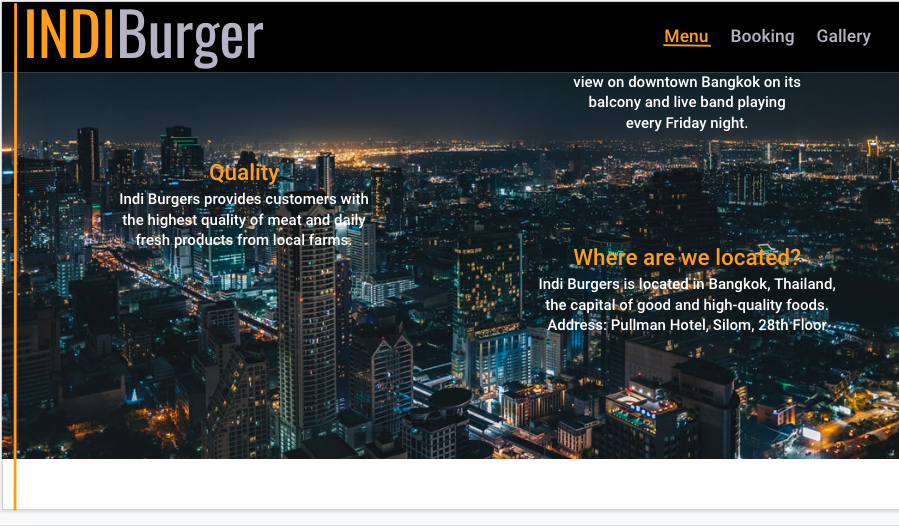 INDIBurger
Menu Booking Gallery
view on downtown Bangkok on its
balcony and live band playing
every Friday night.
Quality
Indi Burgers provides customers with
the highest quality of meat and daily
fresh products from local farms.
Where are we located?
Indi Burgers is located in Bangkok, Thailand,
the capital of good and high-quality foods.
Address: Pullman Hotel, Silom, 28th Floor